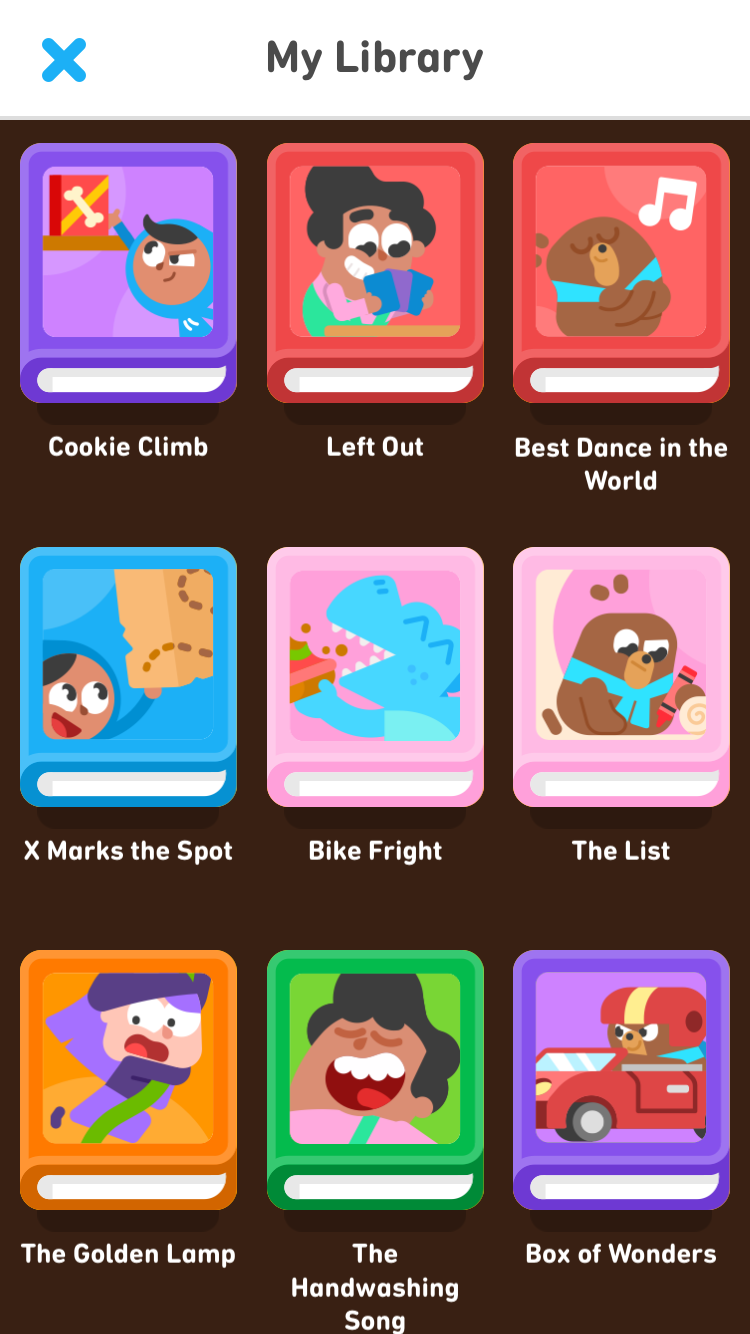 My Library
Cookie Climb
Left Out
Best Dance in the
World
X Marks the Spot
Bike Fright
The List
The Golden Lamp
The
Handwashing
Song
Box of Wonders